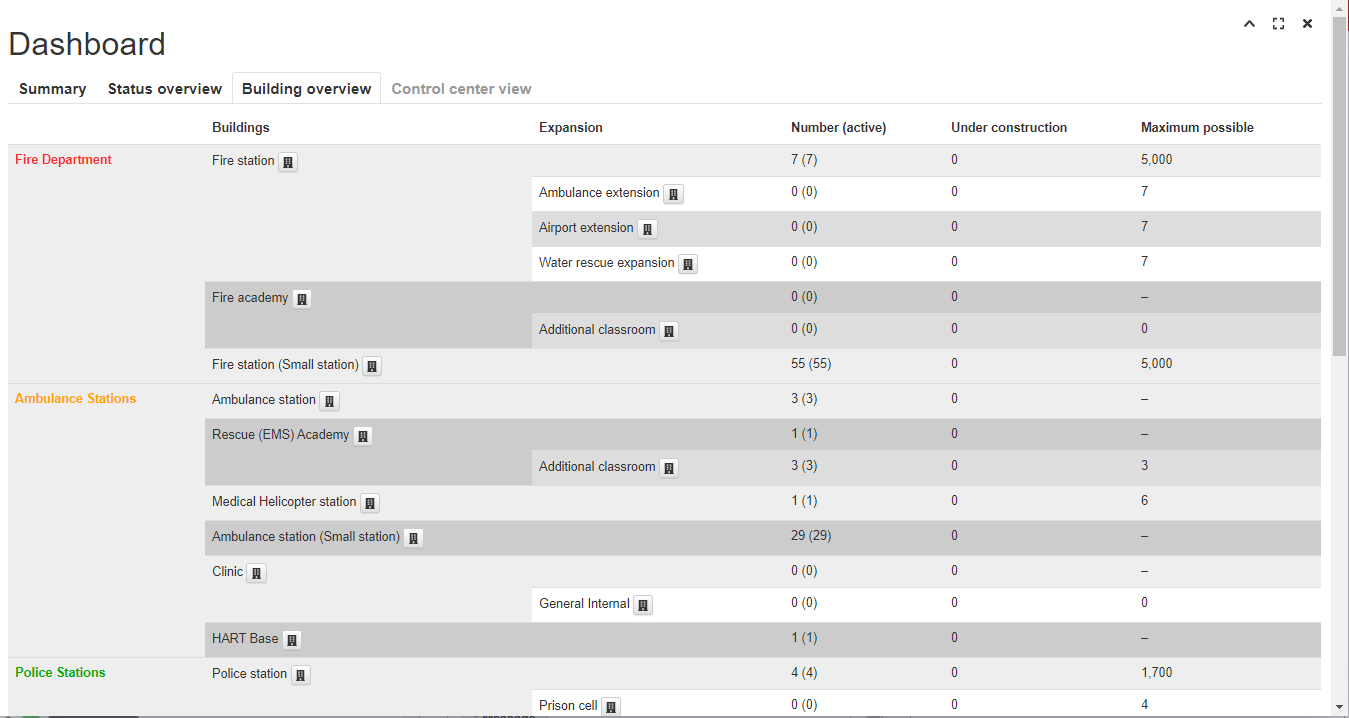 Dashboard
Summary Status overview Building overview Control center view
Buildings Expansion Number (active) Under construction Maximum possible
Fire Department Fire station 7 (7) 0 5,000
Ambulance extension 0 (0) 0 7
Airport extension 0 (0) 0 7
Water rescue expansion 0 (0) 0 7
Fire academy 0 (0) 0 –
Additional classroom 0 (0) 0 0
Fire station (Small station) 55 (55) 0 5,000
Ambulance Stations Ambulance station 3 (3) 0 –
Rescue (EMS) Academy 1 (1) 0 –
Additional classroom 3 (3) 0 3
Medical Helicopter station 1 (1) 0 6
Ambulance station (Small station) 29 (29) 0 –
Clinic 0 (0) 0 –
General Internal 0 (0) 0 0
HART Base 1 (1) 0 –
Police Stations Police station 4 (4) 0 1,700
Prison cell 0 (0) 0 4